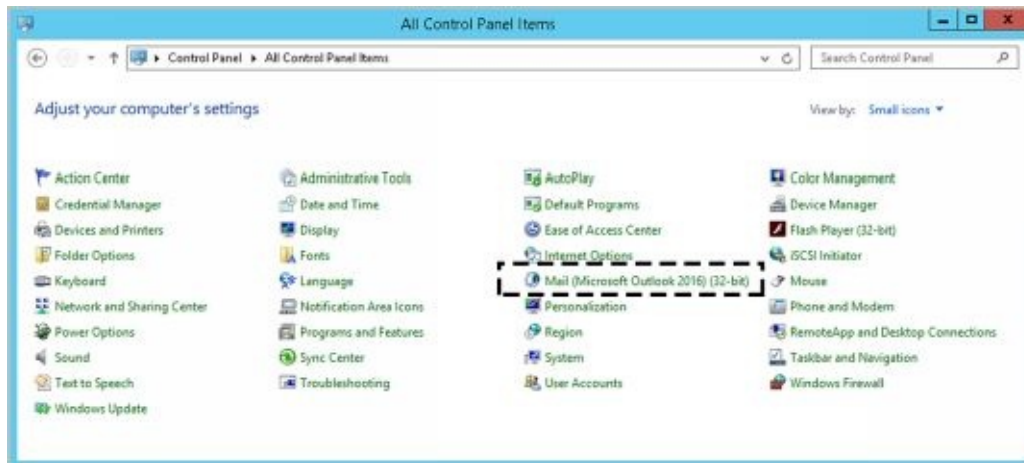 All Control Panel Items
Control Panel All Control Panel Items Search Control Panel
Adjust your computer's settings View by: Small icons
Action Center Administrative Tools AutoPlay Color Management
Credential Manager Date and Time Default Programs Device Manager
Devices and Printers Display Ease of Access Center Flash Player (32-bit)
Folder Options Fonts Internet Options iSCSI Initiator
Keyboard Language Mail (Microsoft Outlook 2016) (32-bit) Mouse
Network and Sharing Center Notification Area Icons Personalization Phone and Modem
Power Options Programs and Features Region RemoteApp and Desktop Connections
Sound Sync Center System Taskbar and Navigation
Text to Speech Troubleshooting User Accounts Windows Firewall
Windows Update